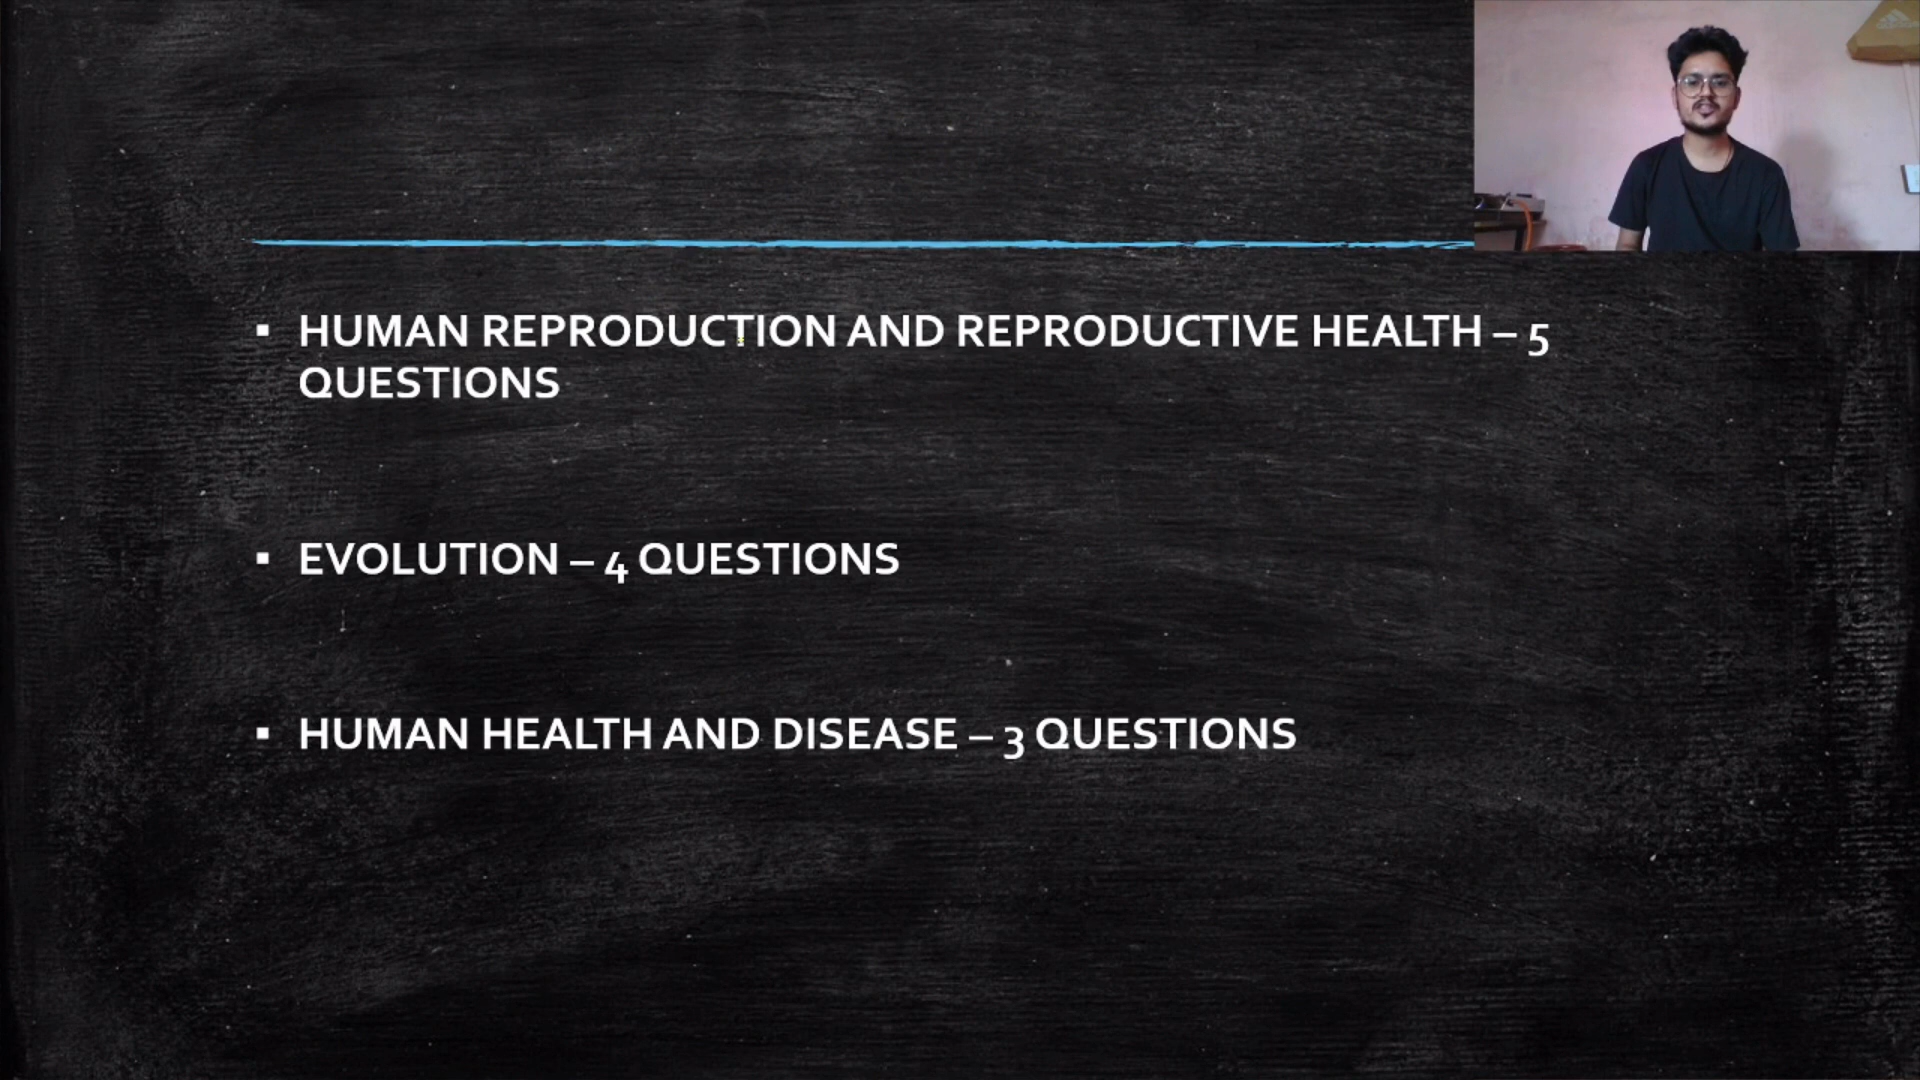 ▪ HUMAN REPRODUCTION AND REPRODUCTIVE HEALTH – 5
QUESTIONS
▪ EVOLUTION – 4 QUESTIONS
▪ HUMAN HEALTH AND DISEASE – 3 QUESTIONS